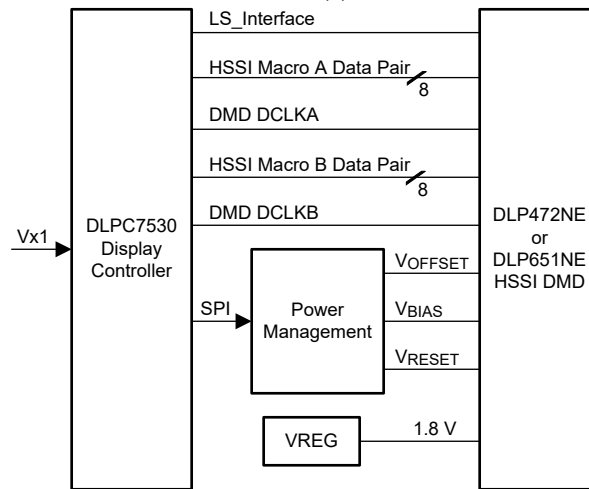 LS_Interface
HSSI Macro A Data Pair
8
DMD DCLKA
HSSI Macro B Data Pair
8
DMD DCLKB
Vx1
DLPC7530
Display
Controller
SPI
Power
Management
VOFFSET
VBIAS
VRESET
VREG
1.8 V
DLP472NE
or
DLP651NE
HSSI DMD